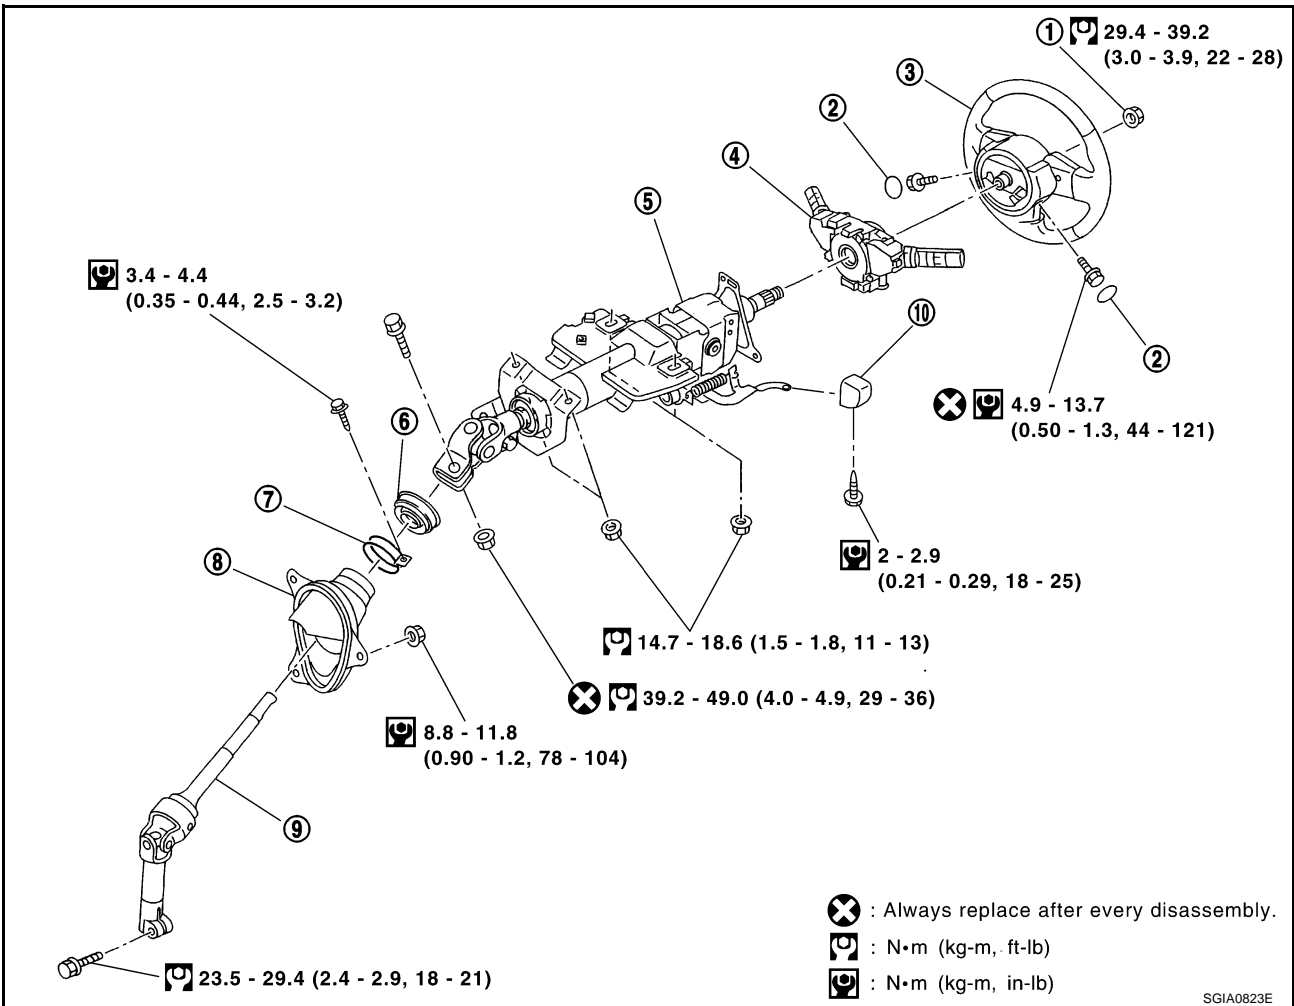 ① 29.4 - 39.2
(3.0 - 3.9, 22 - 28)
③
②
④
⑤
3.4 - 4.4
(0.35 - 0.44, 2.5 - 3.2)
⑩
②
4.9 - 13.7
(0.50 - 1.3, 44 - 121)
⑥
⑦
⑧
2 - 2.9
(0.21 - 0.29, 18 - 25)
14.7 - 18.6 (1.5 - 1.8, 11 - 13)
39.2 - 49.0 (4.0 - 4.9, 29 - 36)
8.8 - 11.8
(0.90 - 1.2, 78 - 104)
⑨
: Always replace after every disassembly.
: N•m (kg-m, ft-lb)
: N•m (kg-m, in-lb)
23.5 - 29.4 (2.4 - 2.9, 18 - 21)
SGIA0823E